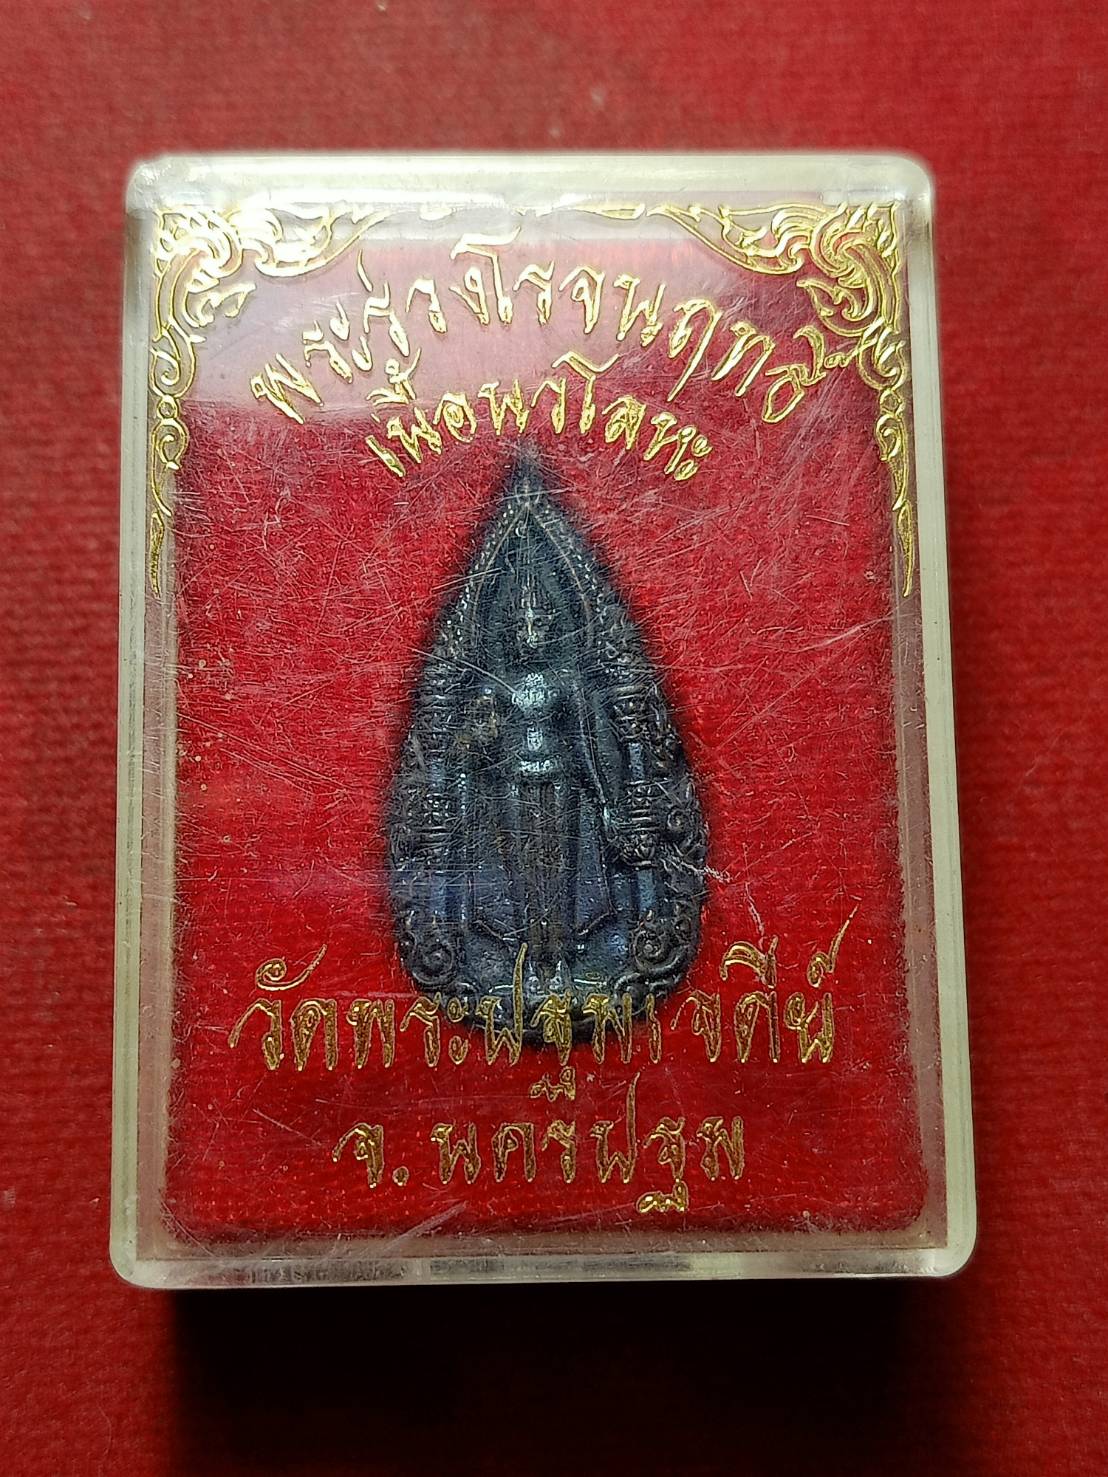 พระร่วงโรจนฤทธิ์
เนื้อนวโลหะ
วัดพระปฐมเจดีย์
จ.นครปฐม